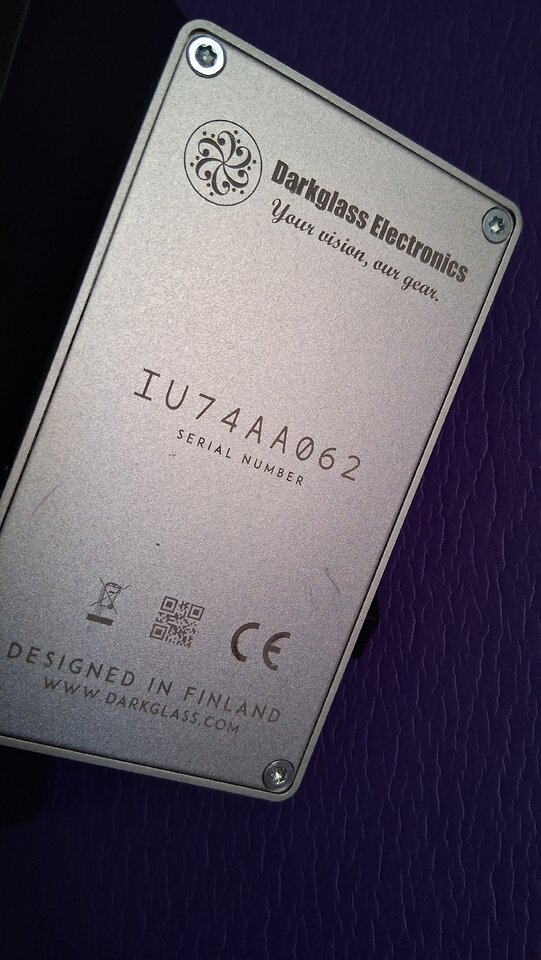 Darkglass Electronics
Your vision, our gear.
IU74AA062
SERIAL NUMBER
CE
DESIGNED IN FINLAND
WWW.DARKGLASS.COM